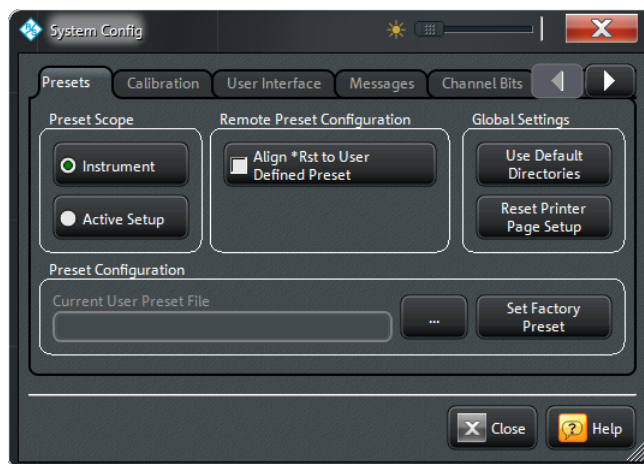 System Config
Presets
Calibration
User Interface
Messages
Channel Bits
Preset Scope
Instrument
Active Setup
Remote Preset Configuration
Align *Rst to User
Defined Preset
Global Settings
Use Default
Directories
Reset Printer
Page Setup
Preset Configuration
Current User Preset File
...
Set Factory
Preset
Close
Help